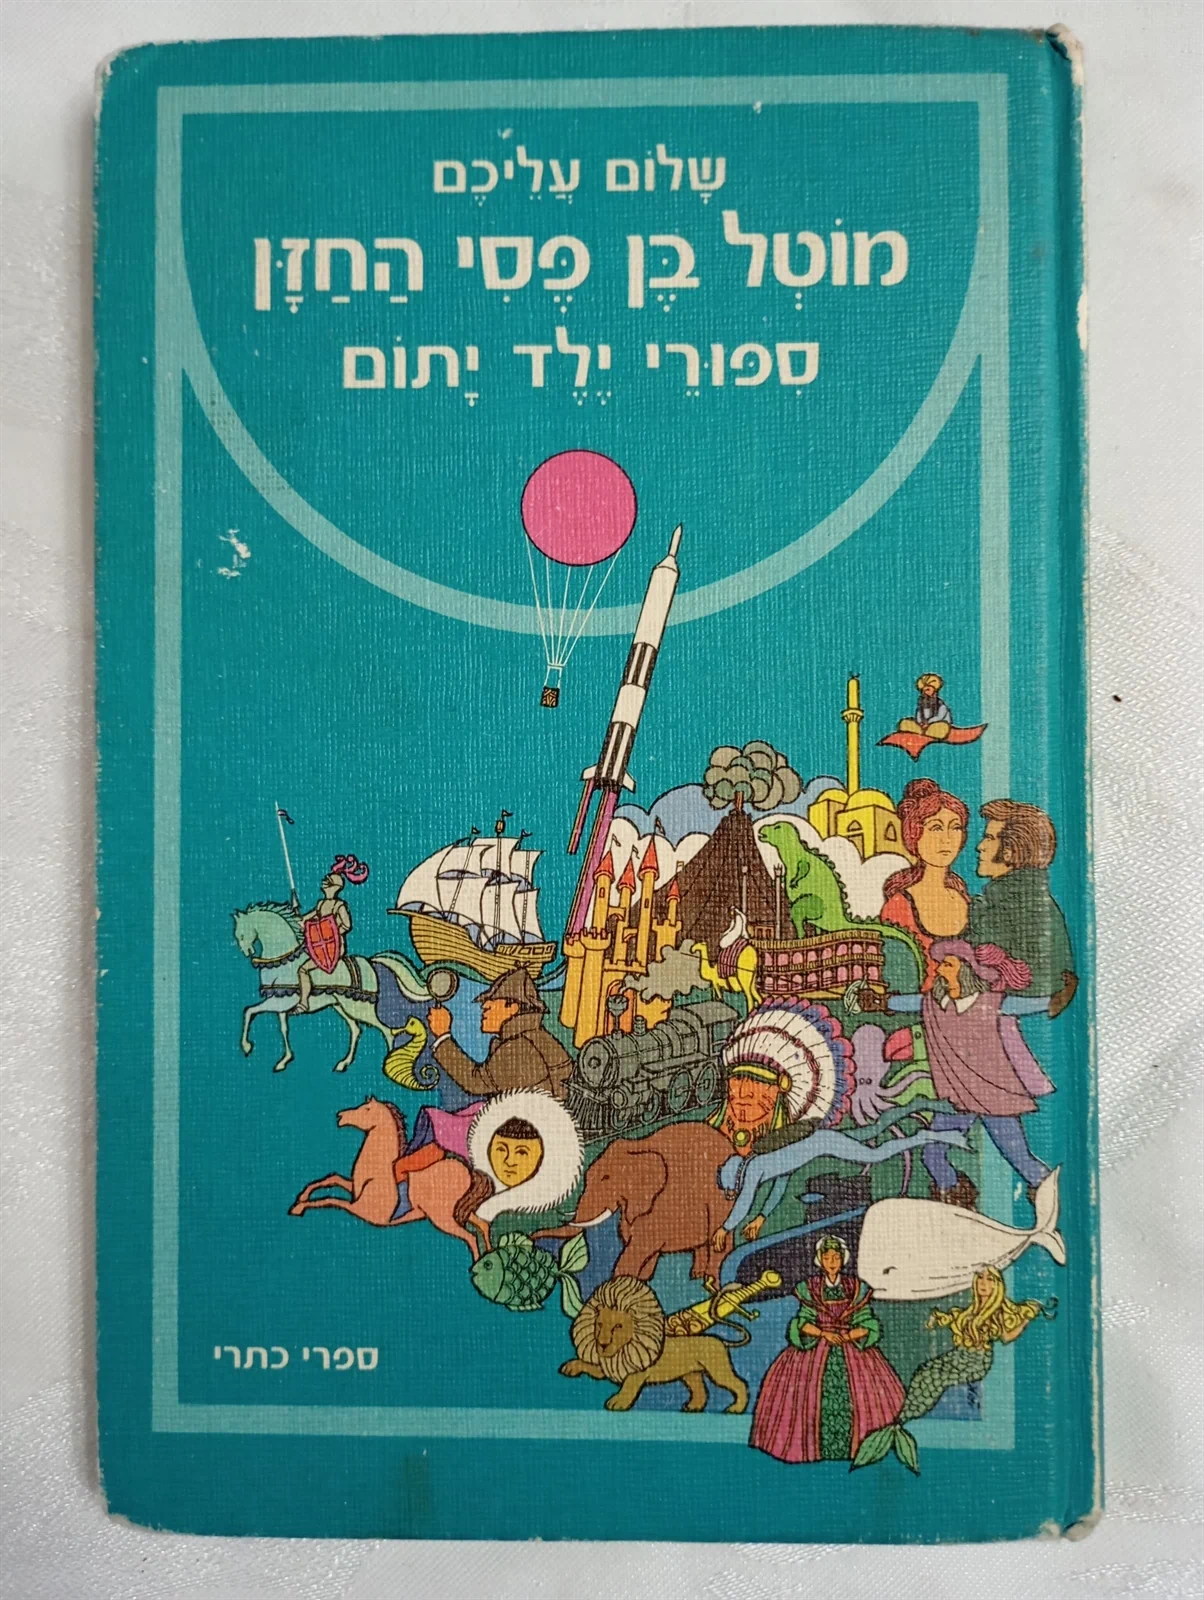 שָׁלוֹם עֲלֵיכֶם
מוֹטְל בֶּן פֶּסִי הַחַזָּן
סִפּוּרֵי יֶלֶד יָתוֹם
ספרי כתרי